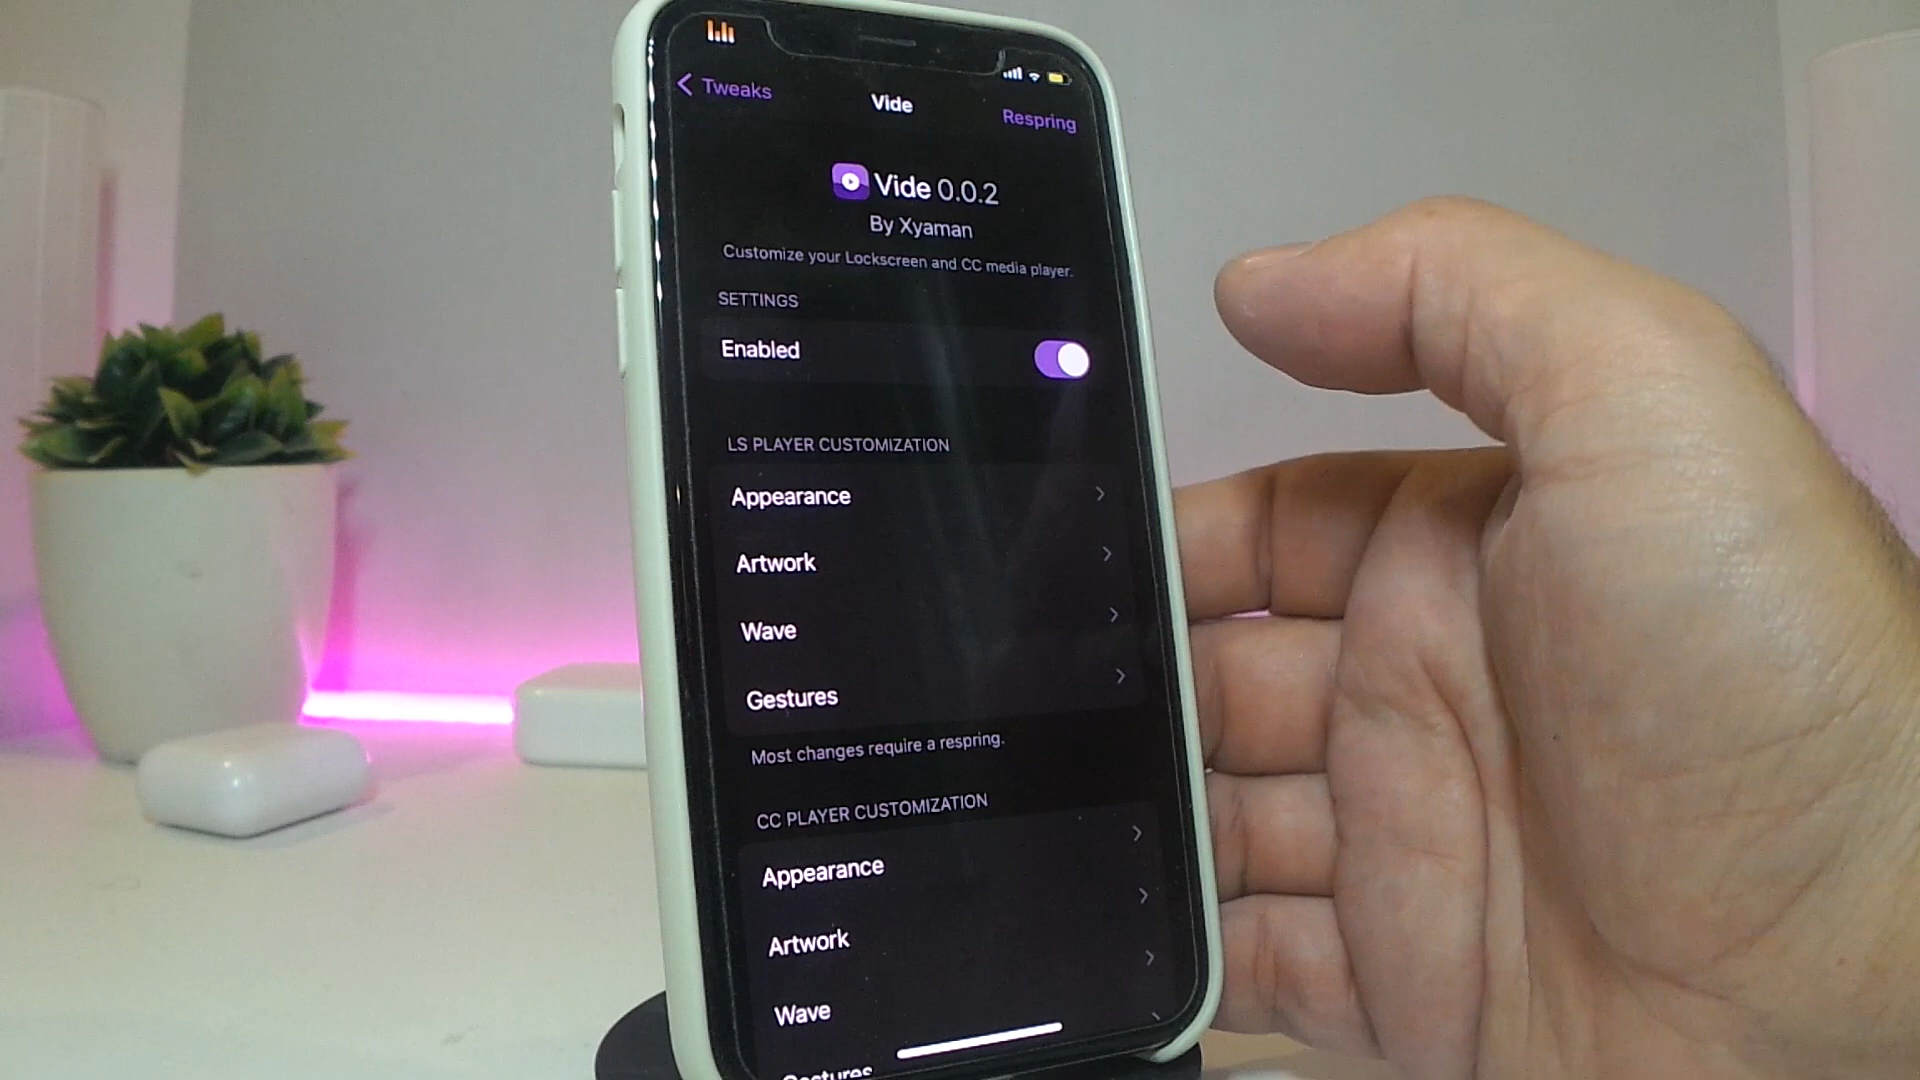 Tweaks
Vide
Respring
Vide 0.0.2
By Xyaman
Customize your Lockscreen and CC media player.
SETTINGS
Enabled
LS PLAYER CUSTOMIZATION
Appearance
Artwork
Wave
Gestures
Most changes require a respring.
CC PLAYER CUSTOMIZATION
Appearance
Artwork
Wave
Gestures